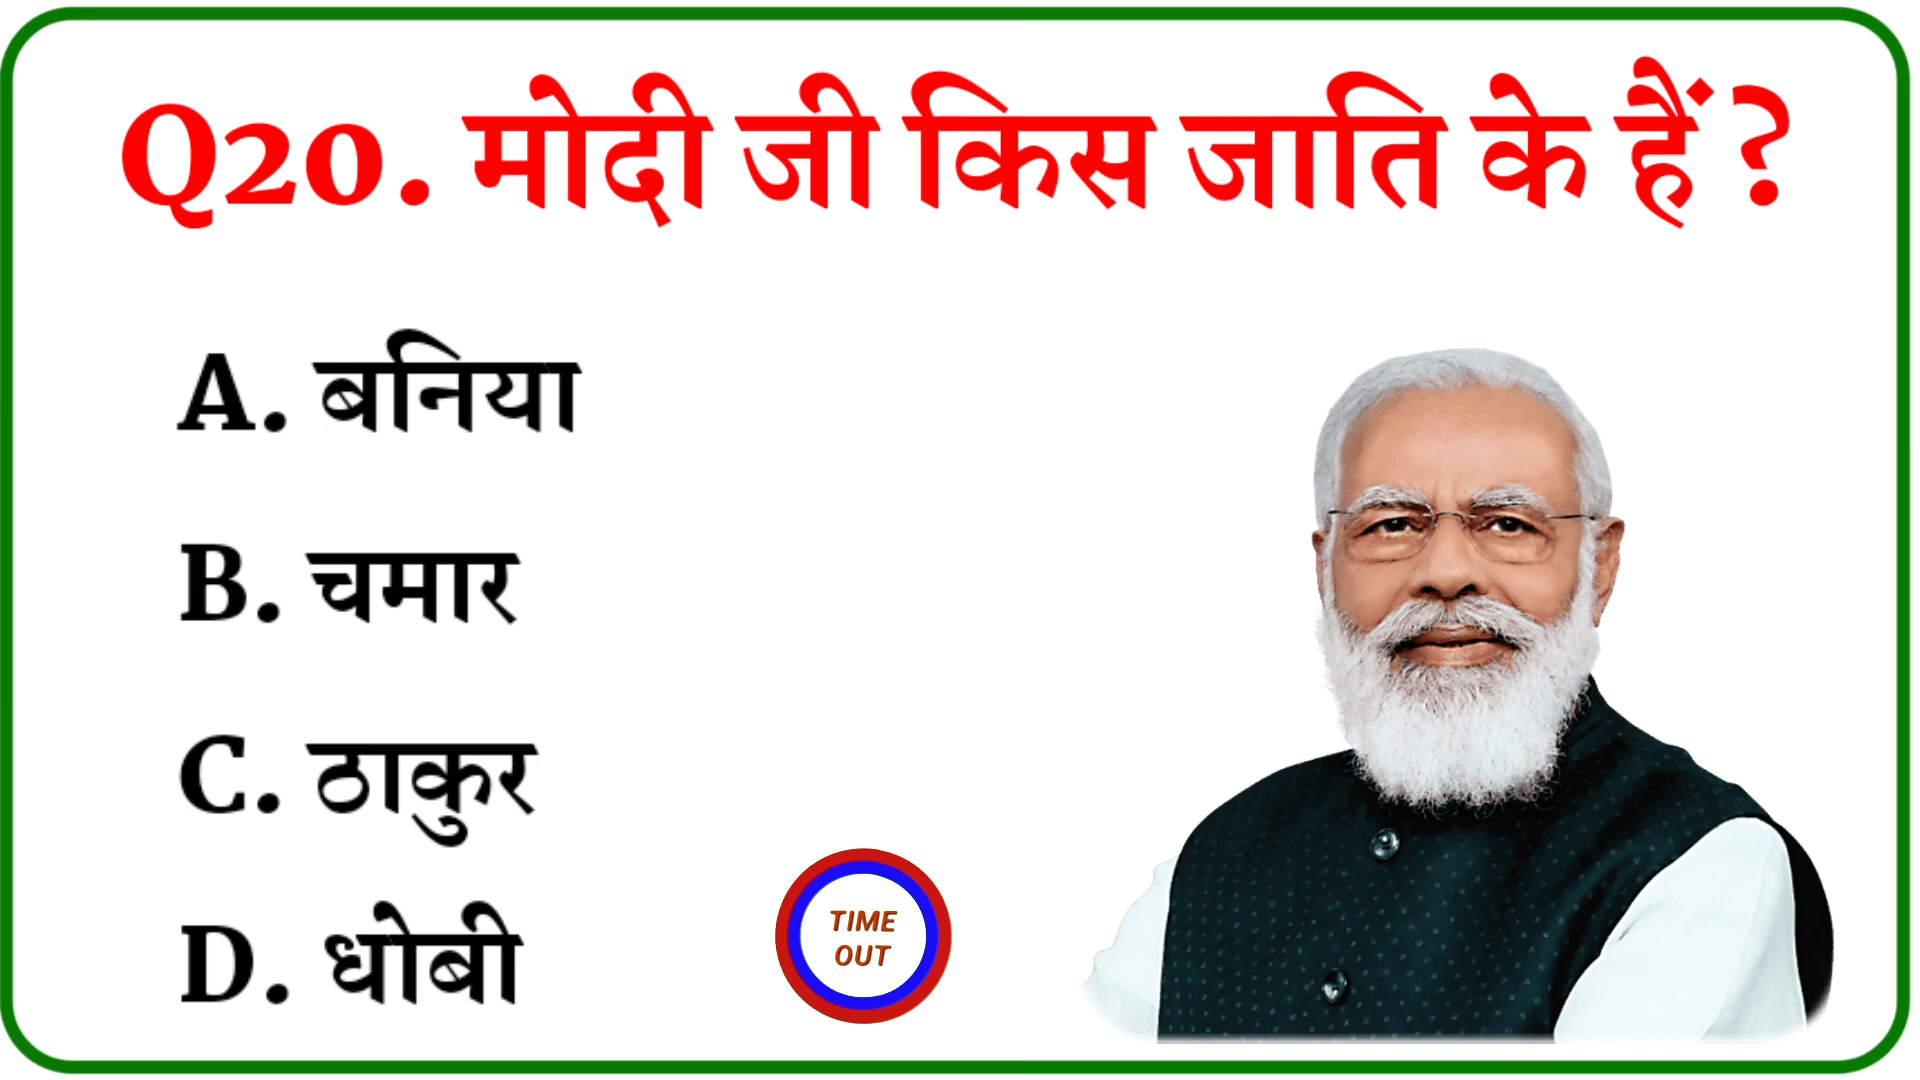 Q20. मोदी जी किस जाति के हैं ?
A. बनिया
B. चमार
C. ठाकुर
D. धोबी
TIME
OUT